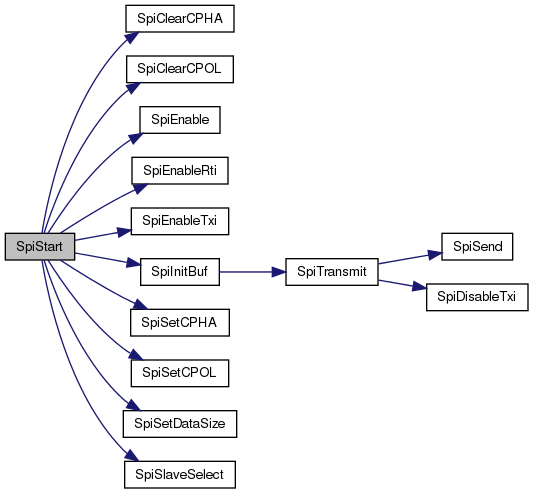 SpiClearCPHA
SpiClearCPOL
SpiEnable
SpiEnableRti
SpiEnableTxi
SpiStart
SpiInitBuf
SpiTransmit
SpiSend
SpiDisableTxi
SpiSetCPHA
SpiSetCPOL
SpiSetDataSize
SpiSlaveSelect